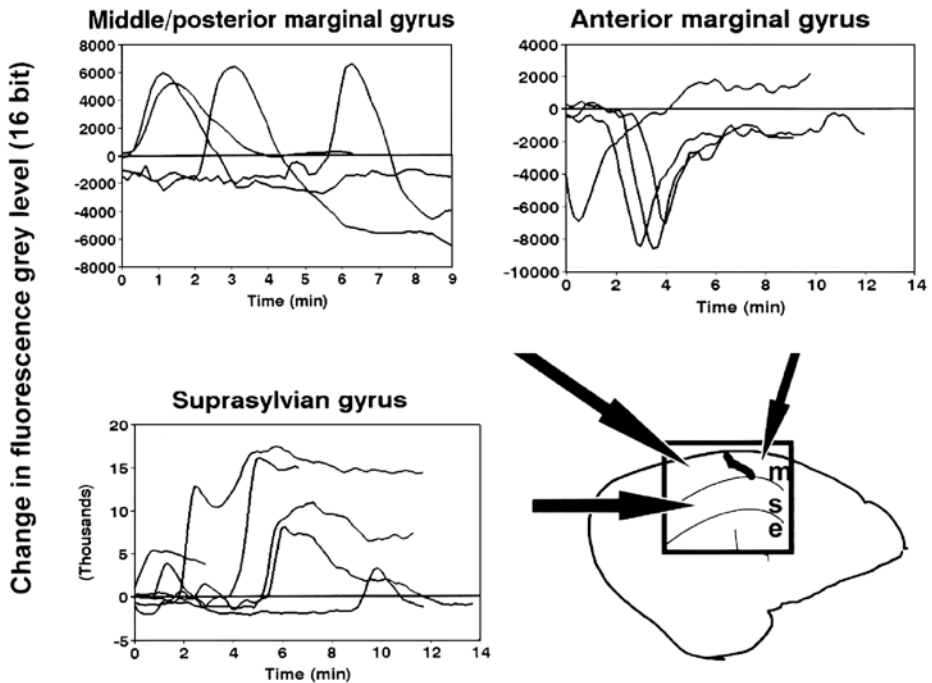 Middle/posterior marginal gyrus
Anterior marginal gyrus
Change in fluorescence grey level (16 bit)
8000
6000
4000
2000
0
-2000
-4000
-6000
-8000
0 1 2 3 4 5 6 7 8 9
Time (min)
4000
2000
0
-2000
-4000
-6000
-8000
-10000
0 2 4 6 8 10 12 14
Time (min)
Suprasylvian gyrus
(Thousands)
20
15
10
5
0
-5
0 2 4 6 8 10 12 14
Time (min)
m
s
e